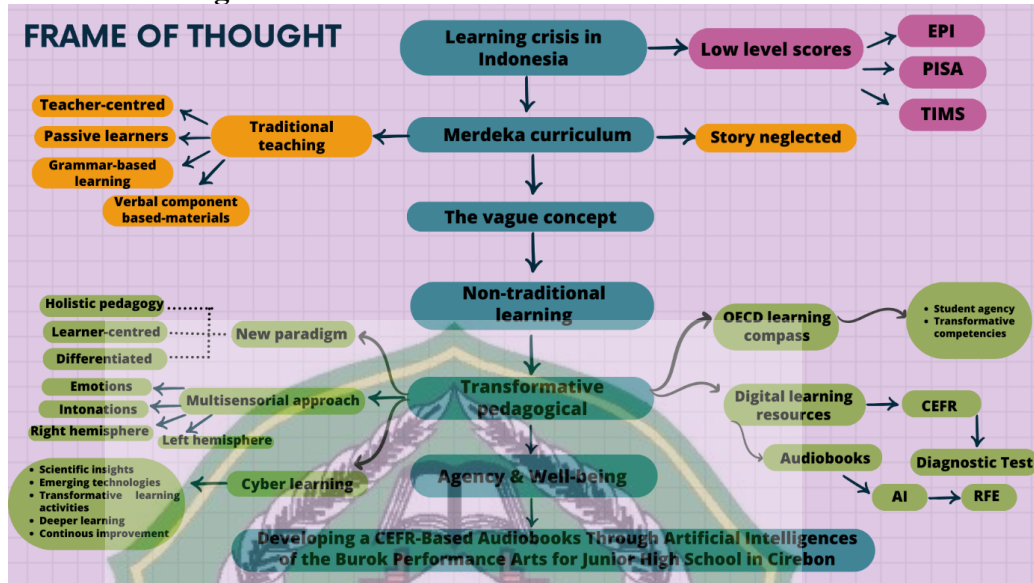 FRAME OF THOUGHT
Learning crisis in
Indonesia
Low level scores
EPI
PISA
TIMS
Teacher-centred
Passive learners
Grammar-based
learning
Verbal component
based-materials
Traditional
teaching
Merdeka curriculum
Story neglected
The vague concept
Non-traditional
learning
Holistic pedagogy
Learner-centred
Differentiated
New paradigm
OECD learning
compass
• Student agency
• Transformative
competencies
Emotions
Intonations
Right hemisphere
Left hemisphere
Multisensorial approach
Transformative
pedagogical
Digital learning
resources
CEFR
Diagnostic Test
Audiobooks
AI
RFE
• Scientific insights
• Emerging technologies
• Transformative learning
activities
• Deeper learning
• Continous improvement
Cyber learning
Agency & Well-being
Developing a CEFR-Based Audiobooks Through Artificial Intelligences
of the Burok Performance Arts for Junior High School in Cirebon